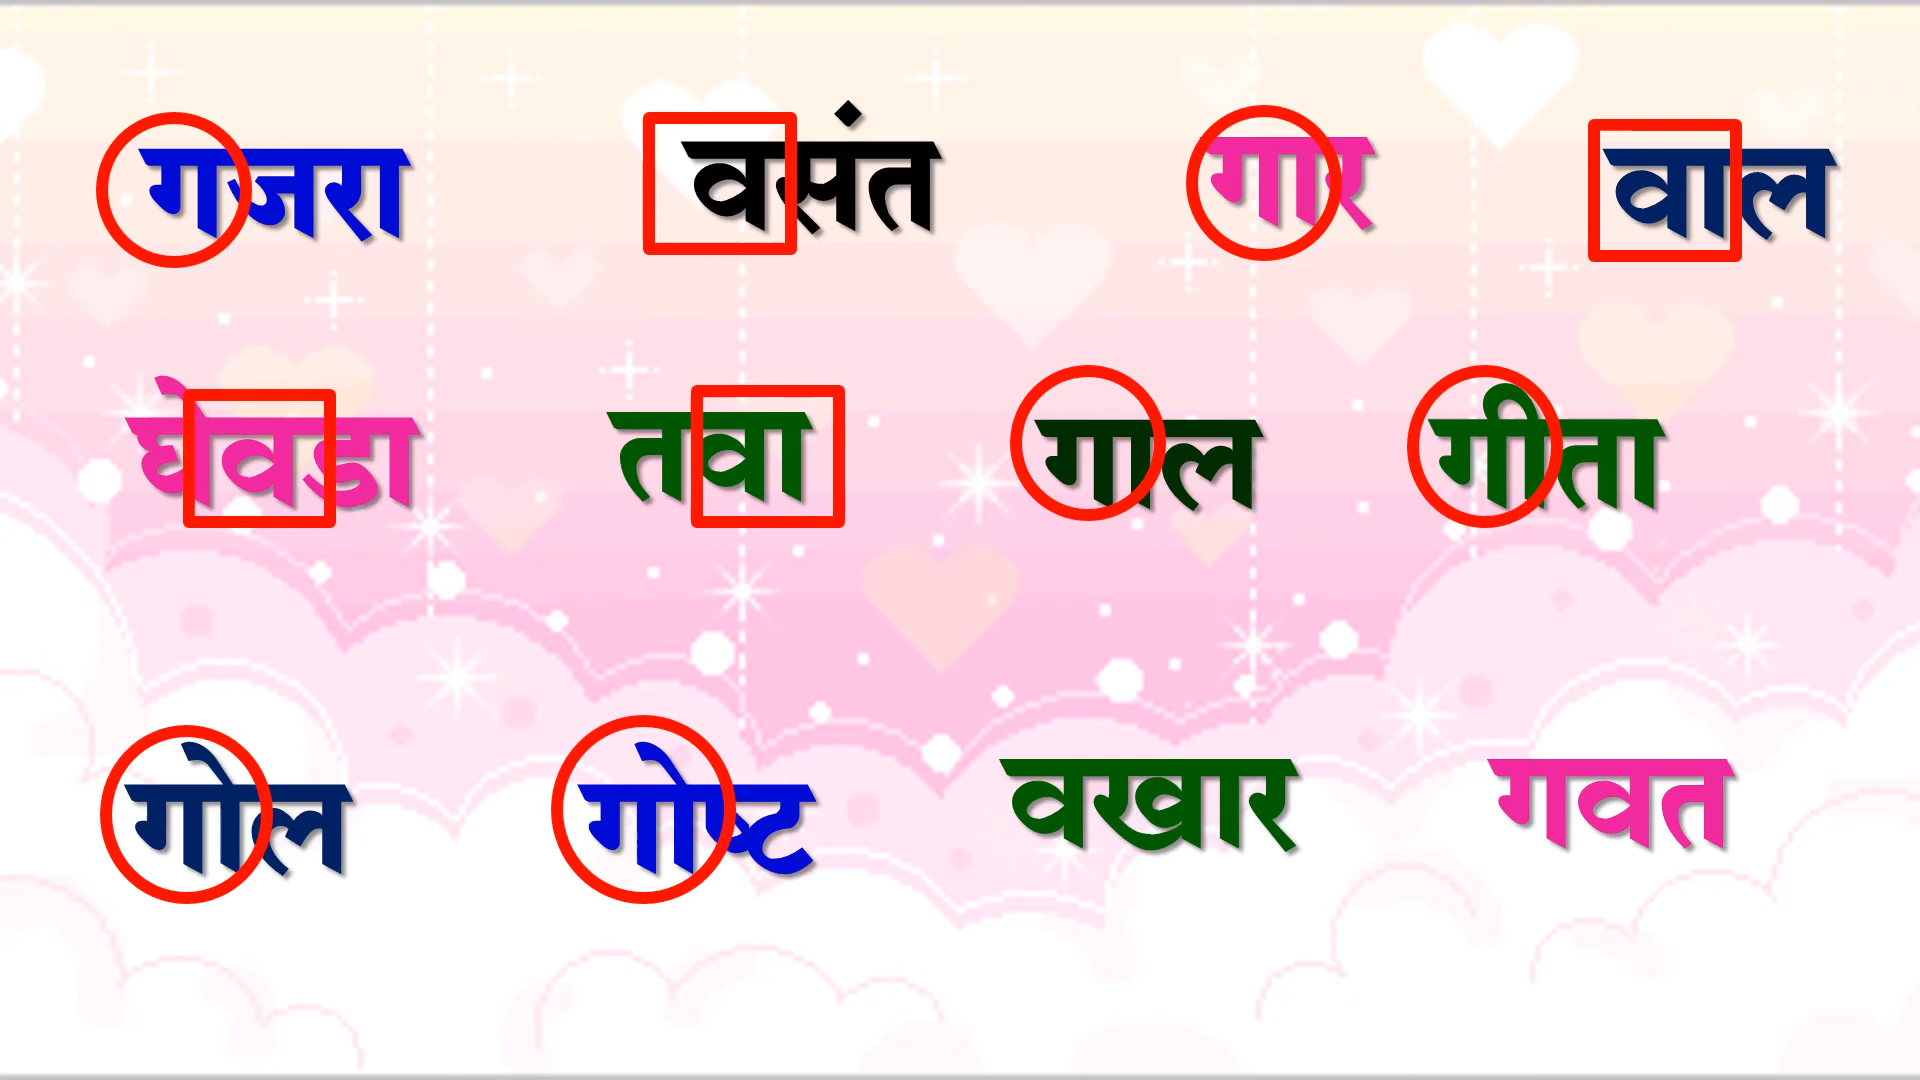 गजरा वसंत गार वाल
घेवडा तवा गाल गीता
गोल गोष्ट वखार गवत